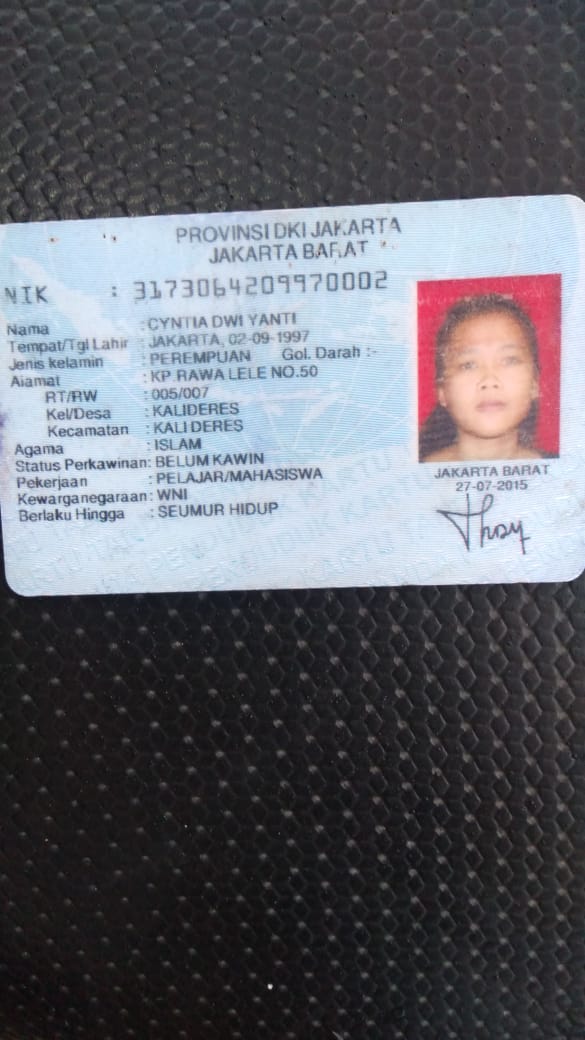 PROVINSI DKI JAKARTA
JAKARTA BARAT
NIK : 3173064209970002
Nama : CYNTIA DWI YANTI
Tempat/Tgl Lahir : JAKARTA, 02-09-1997
Jenis kelamin : PEREMPUAN Gol. Darah :-
Alamat : KP.RAWA LELE NO.50
RT/RW : 005/007
Kel/Desa : KALIDERES
Kecamatan : KALI DERES
Agama : ISLAM
Status Perkawinan: BELUM KAWIN
Pekerjaan : PELAJAR/MAHASISWA
Kewarganegaraan: WNI
Berlaku Hingga : SEUMUR HIDUP
JAKARTA BARAT
27-07-2015